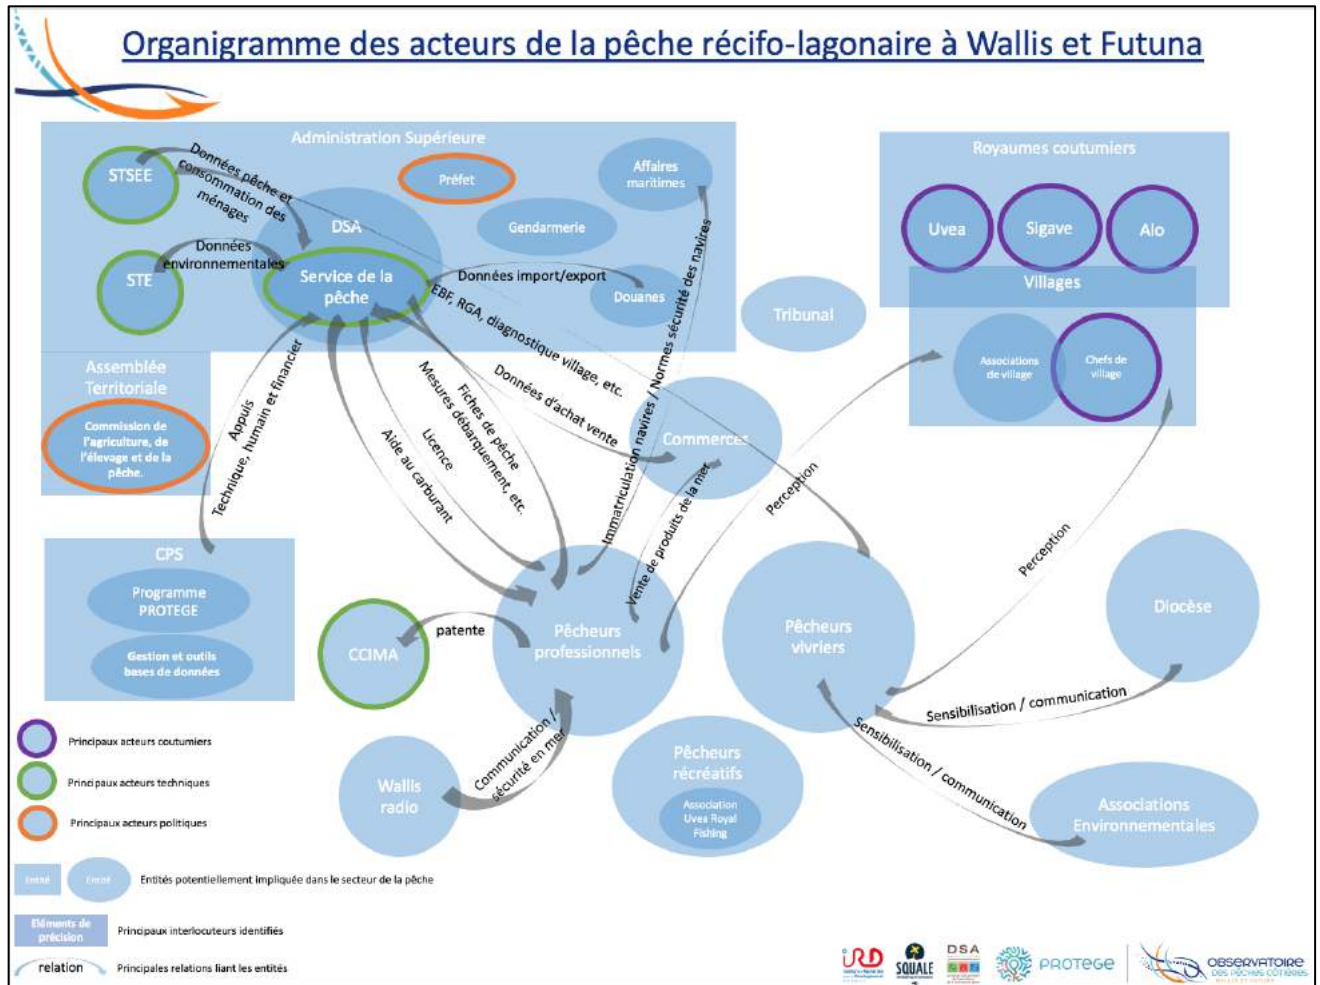 Organigramme des acteurs de la pêche récifo-lagonaire à Wallis et Futuna
Administration Supérieure
STSEE
Données pêche et
consommation des
ménages
Préfet
Affaires
maritimes
DSA
Gendarmerie
STE
Données
environnementales
Service de la
pêche
Données import/export
Douanes
EBF, RGA, diagnostique village, etc.
Tribunal
Royaumes coutumiers
Uvea
Sigave
Alo
Villages
Associations
de village
Chefs de
village
Assemblée
Territoriale
Commission de
l'agriculture, de
l'élevage et de la
pêche.
Appuis
Technique, humain et financier
Aide au carburant
Licence
Fiches de pêche
Mesures débarquement, etc.
Données d'achat vente
Commerces
Immatriculation navires / Normes sécurité des navires
Vente de produits de la mer
Perception
Perception
CPS
Programme
PROTEGE
Gestion et outils
bases de données
CCIMA
patente
Pêcheurs
professionnels
Pêcheurs
vivriers
Diocèse
Sensibilisation / communication
Sensibilisation / communication
Wallis
radio
Communication /
sécurité en mer
Pêcheurs
récréatifs
Association
Uvea Royal
Fishing
Associations
Environnementales
Principaux acteurs coutumiers
Principaux acteurs techniques
Principaux acteurs politiques
Entité
Entité
Entités potentiellement impliquée dans le secteur de la pêche
Eléments de
précision
Principaux interlocuteurs identifiés
relation
Principales relations liant les entités
IRD
SQUALE
DSA
PROTEGE
OBSERVATOIRE
DES PÊCHES CÔTIÈRES
WALLIS ET FUTUNA